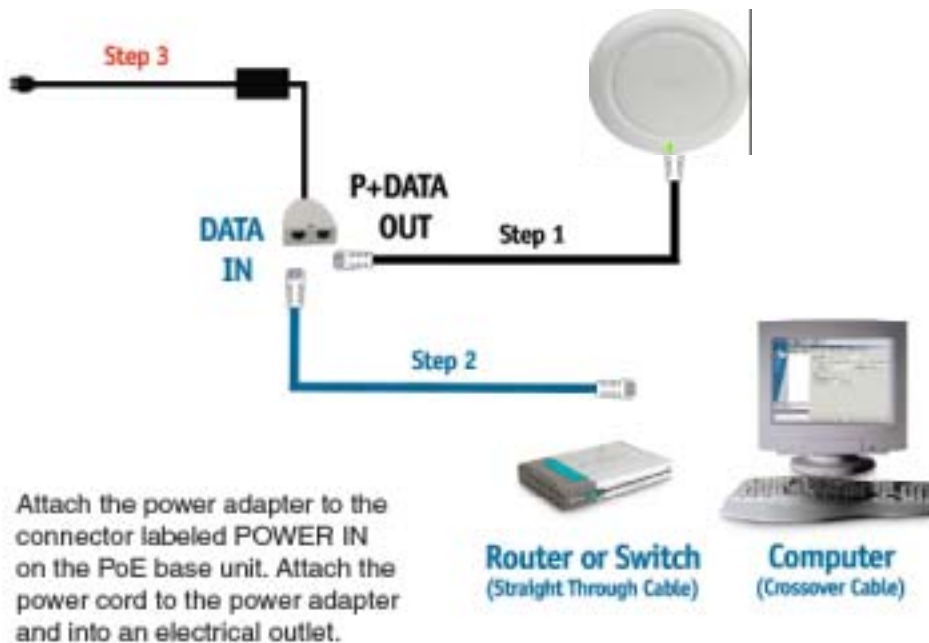 Step 3
P+DATA
OUT
DATA
IN
Step 1
Step 2
Attach the power adapter to the
connector labeled POWER IN
on the PoE base unit. Attach the
power cord to the power adapter
and into an electrical outlet.
Router or Switch
(Straight Through Cable)
Computer
(Crossover Cable)